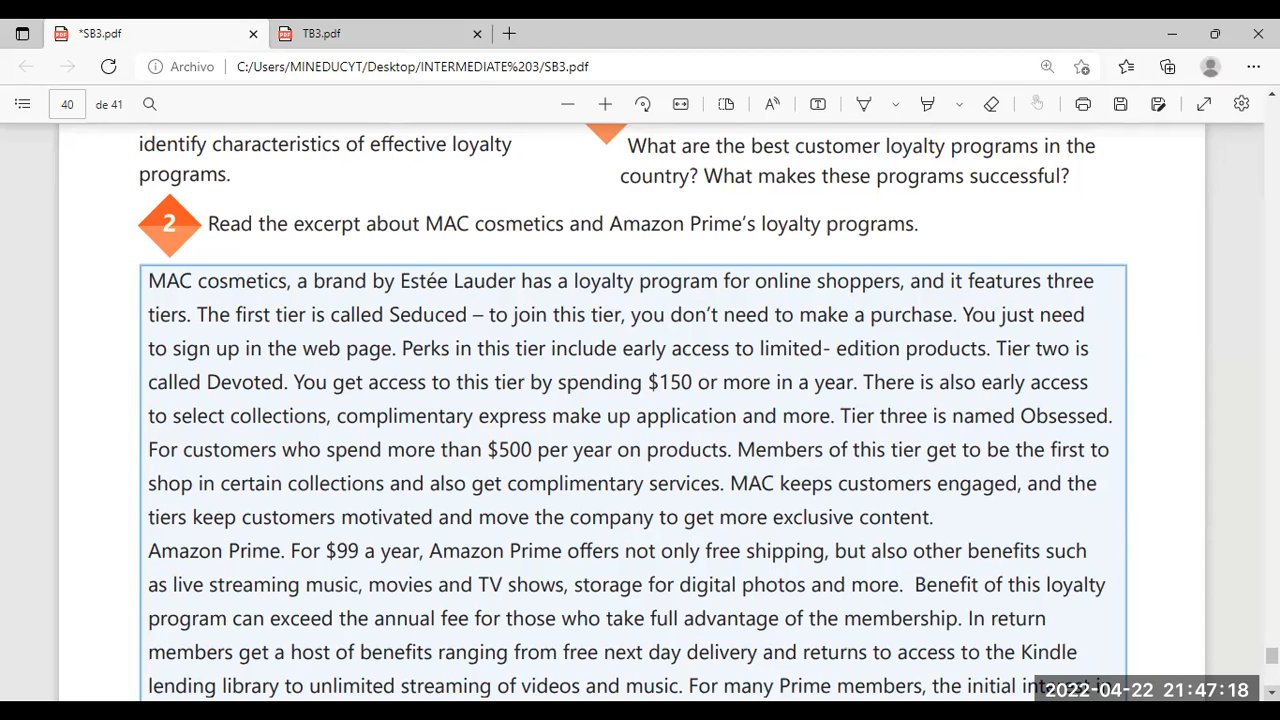 *SB3.pdf
TB3.pdf
Archivo
C:/Users/MINEDUCYT/Desktop/INTERMEDIATE%203/SB3.pdf
40
de 41
identify characteristics of effective loyalty
programs.
What are the best customer loyalty programs in the
country? What makes these programs successful?
2
Read the excerpt about MAC cosmetics and Amazon Prime's loyalty programs.
MAC cosmetics, a brand by Estée Lauder has a loyalty program for online shoppers, and it features three
tiers. The first tier is called Seduced – to join this tier, you don't need to make a purchase. You just need
to sign up in the web page. Perks in this tier include early access to limited- edition products. Tier two is
called Devoted. You get access to this tier by spending $150 or more in a year. There is also early access
to select collections, complimentary express make up application and more. Tier three is named Obsessed.
For customers who spend more than $500 per year on products. Members of this tier get to be the first to
shop in certain collections and also get complimentary services. MAC keeps customers engaged, and the
tiers keep customers motivated and move the company to get more exclusive content.
Amazon Prime. For $99 a year, Amazon Prime offers not only free shipping, but also other benefits such
as live streaming music, movies and TV shows, storage for digital photos and more.  Benefit of this loyalty
program can exceed the annual fee for those who take full advantage of the membership. In return
members get a host of benefits ranging from free next day delivery and returns to access to the Kindle
lending library to unlimited streaming of videos and music. For many Prime members, the initial
2022-04-22 21:47:18